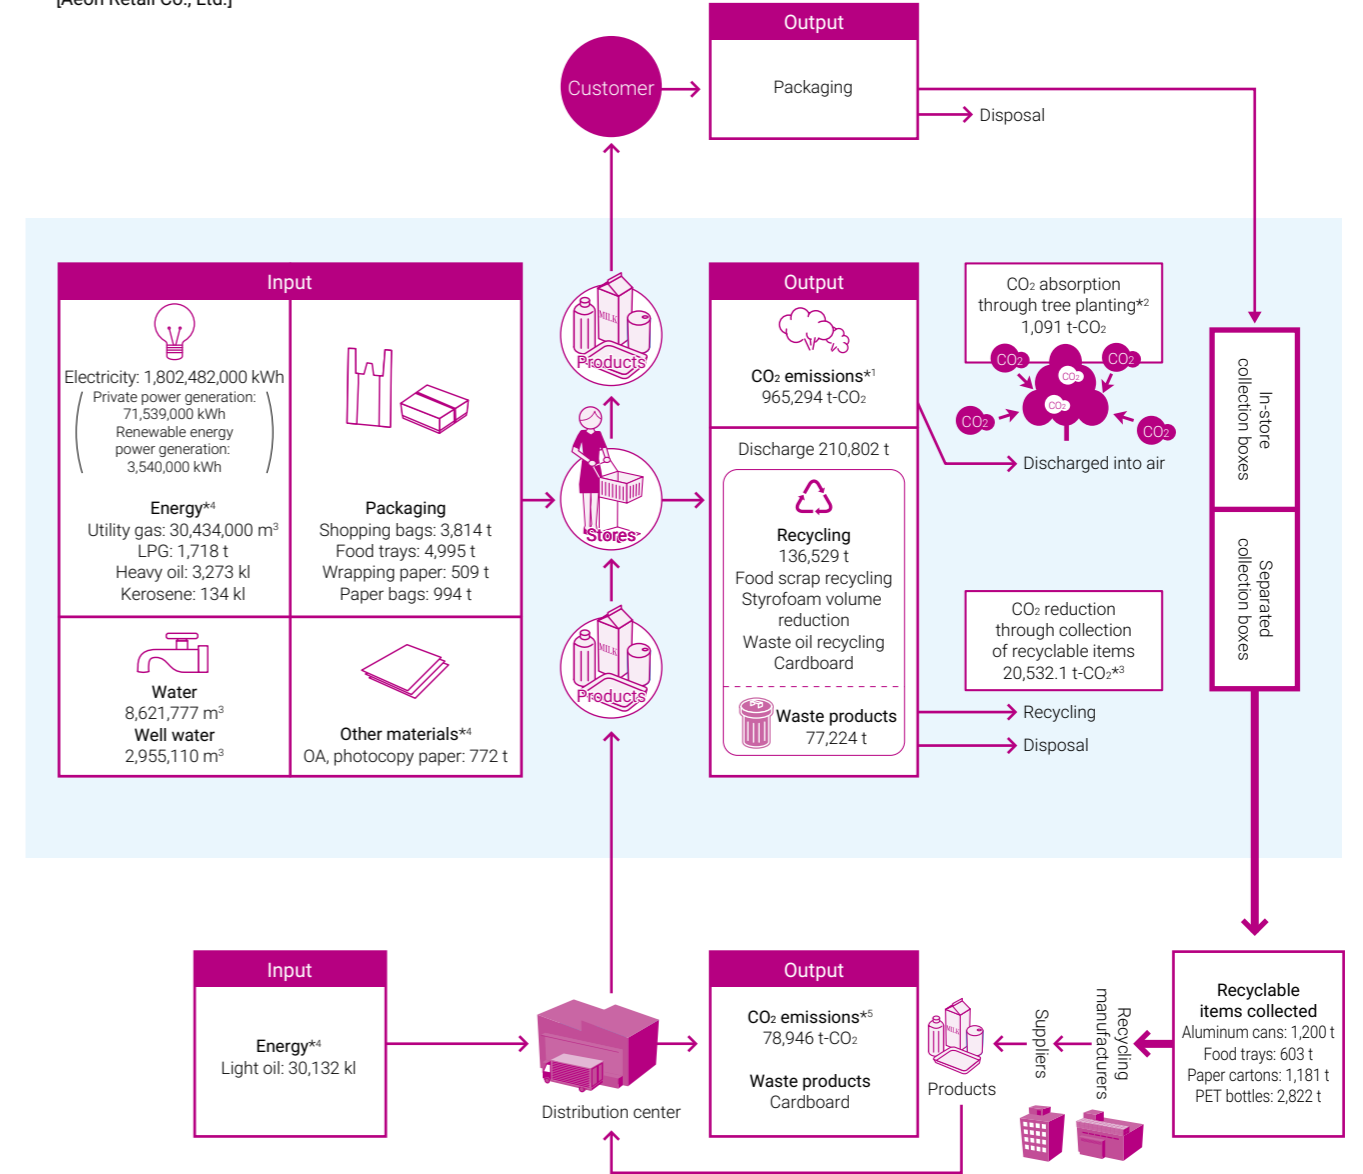 [Aeon Retail Co., Ltd.]
Output
Customer
Packaging
Disposal
Input
Electricity: 1,802,482,000 kWh
Private power generation:
71,539,000 kWh
Renewable energy
power generation:
3,540,000 kWh
Energy*4
Utility gas: 30,434,000 m3
LPG: 1,718 t
Heavy oil: 3,273 kl
Kerosene: 134 kl
Packaging
Shopping bags: 3,814 t
Food trays: 4,995 t
Wrapping paper: 509 t
Paper bags: 994 t
Water
8,621,777 m3
Well water
2,955,110 m3
Other materials*4
OA, photocopy paper: 772 t
MILK
Products
Stores
MILK
Products
Output
CO2 emissions*1
965,294 t-CO2
Discharge 210,802 t
Recycling
136,529 t
Food scrap recycling
Styrofoam volume
reduction
Waste oil recycling
Cardboard
Waste products
77,224 t
CO2 absorption
through tree planting*2
1,091 t-CO2
CO2
CO2
CO2
CO2
CO2
CO2
Discharged into air
CO2 reduction
through collection
of recyclable items
20,532.1 t-CO2*3
Recycling
Disposal
In-store
collection boxes
Separated
collection boxes
Input
Energy*4
Light oil: 30,132 kl
Distribution center
Output
CO2 emissions*5
78,946 t-CO2
Waste products
Cardboard
MILK
Products
Suppliers
Recycling
manufacturers
Recyclable
items collected
Aluminum cans: 1,200 t
Food trays: 603 t
Paper cartons: 1,181 t
PET bottles: 2,822 t